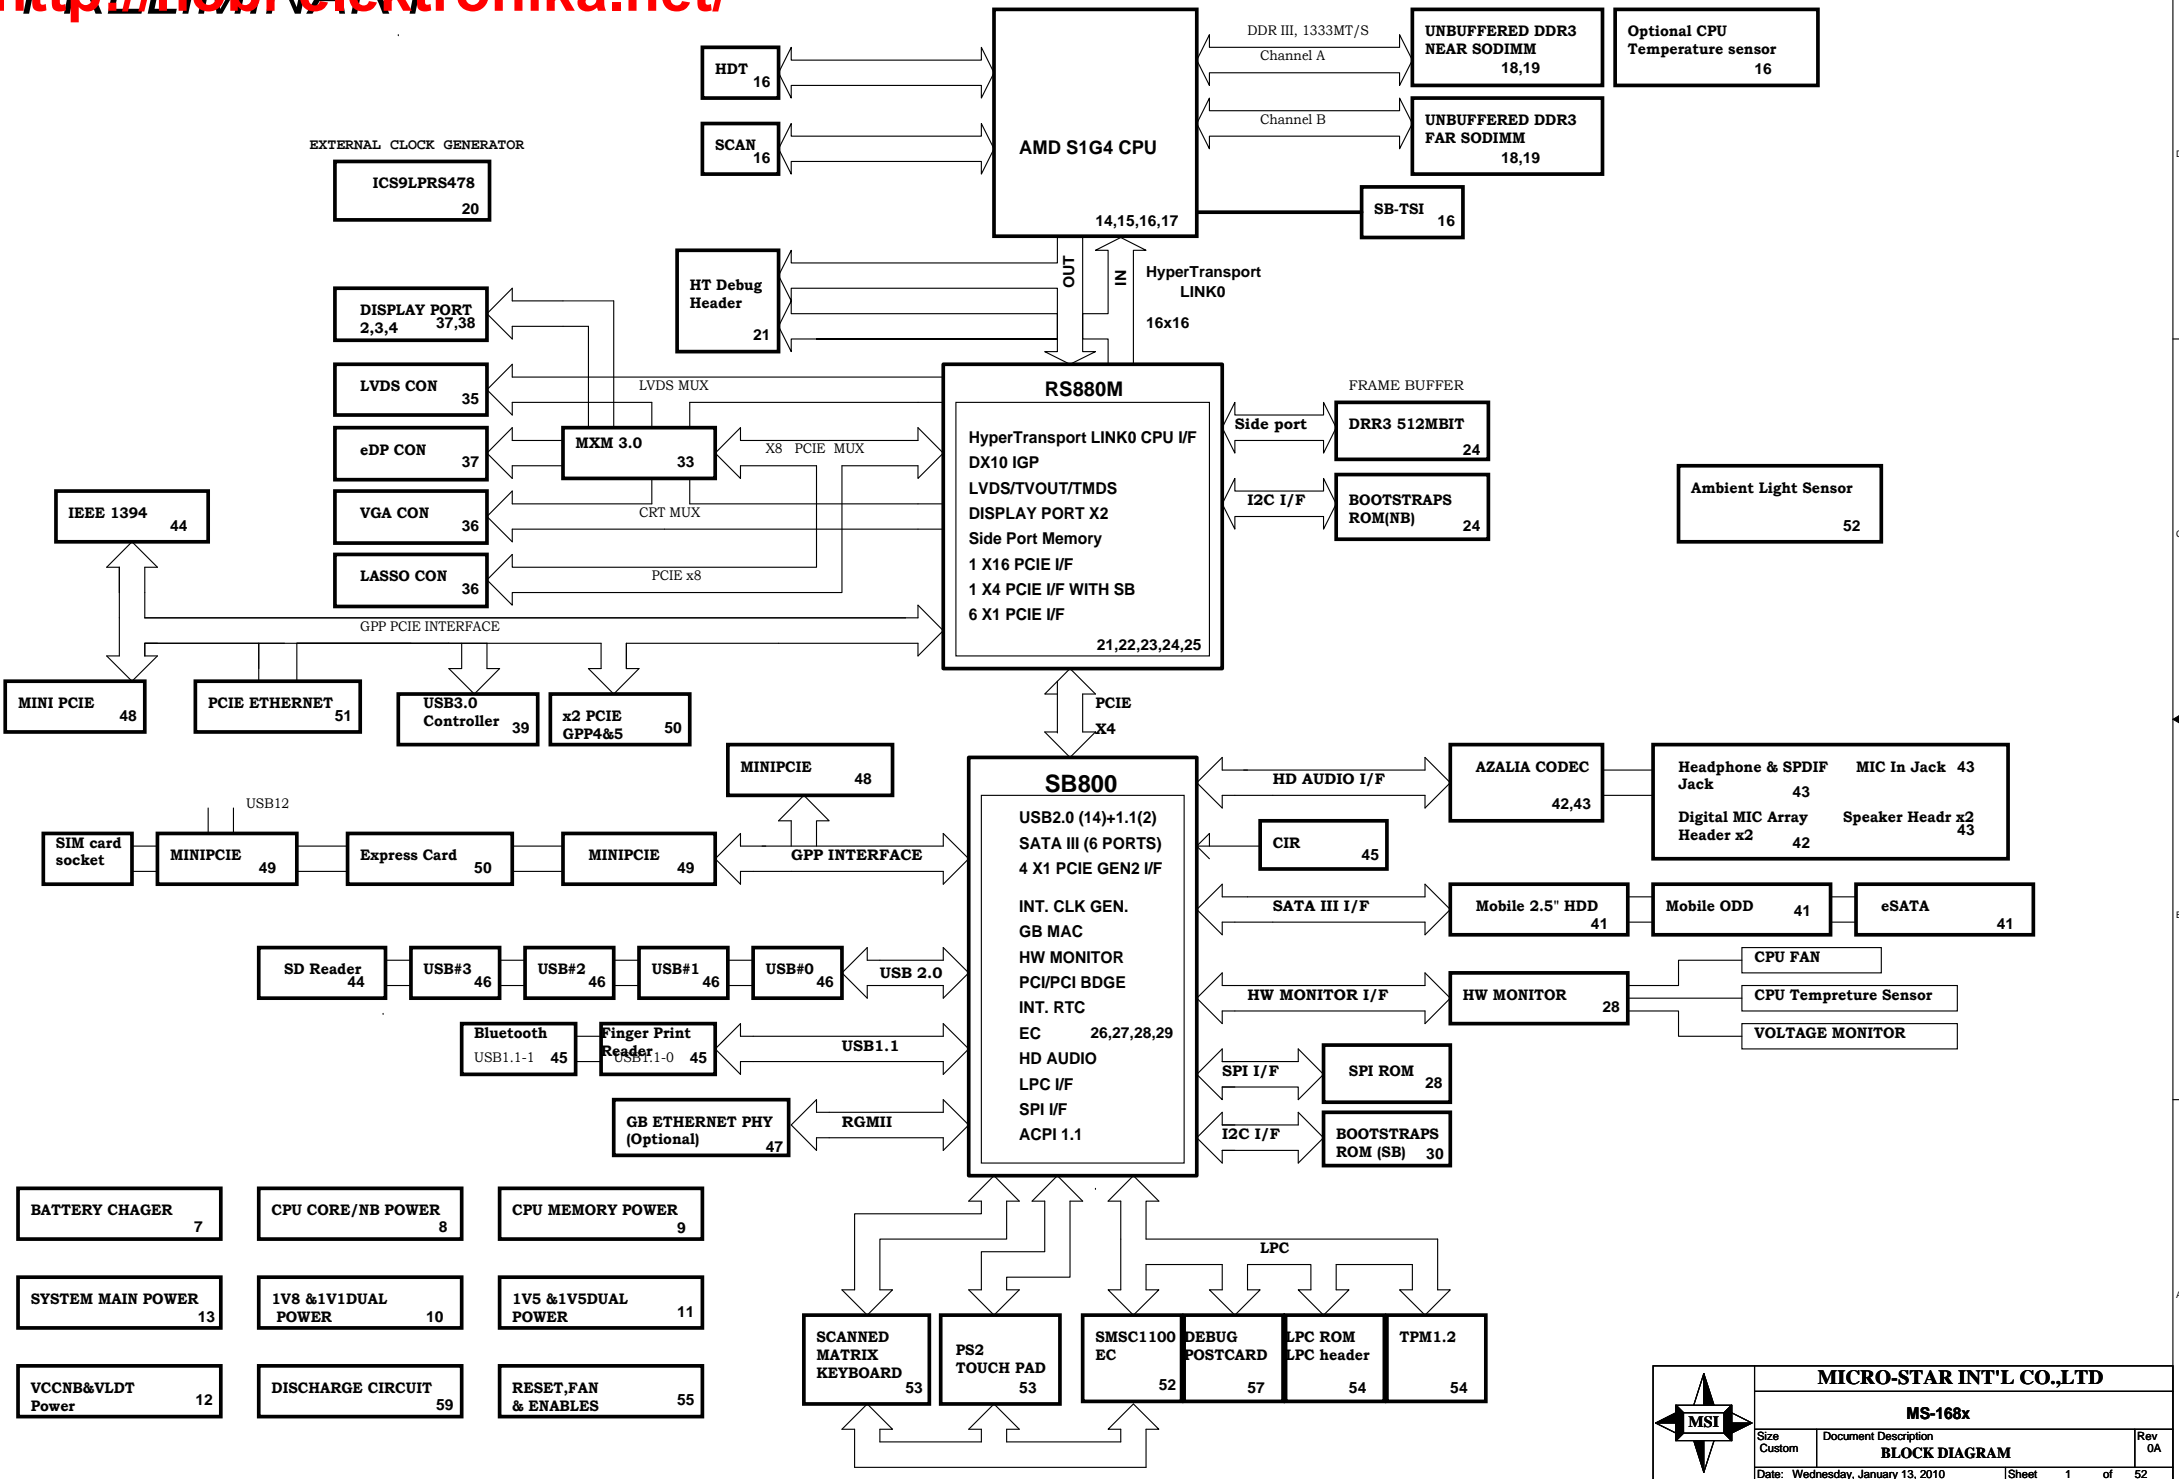 http://hobi-elektronika.net/
PRELIMINARY
HDT
16
SCAN
16
EXTERNAL CLOCK GENERATOR
ICS9LPRS478
20
AMD S1G4 CPU
14,15,16,17
DDR III, 1333MT/S
Channel A
Channel B
UNBUFFERED DDR3
NEAR SODIMM
18,19
UNBUFFERED DDR3
FAR SODIMM
18,19
Optional CPU
Temperature sensor
16
SB-TSI
16
HT Debug
Header
21
OUT
IN
HyperTransport
LINK0
16x16
DISPLAY PORT
2,3,4
37,38
LVDS CON
35
eDP CON
37
VGA CON
36
LASSO CON
36
MXM 3.0
33
LVDS MUX
X8 PCIE MUX
CRT MUX
PCIE x8
RS880M
HyperTransport LINK0 CPU I/F
DX10 IGP
LVDS/TVOUT/TMDS
DISPLAY PORT X2
Side Port Memory
1 X16 PCIE I/F
1 X4 PCIE I/F WITH SB
6 X1 PCIE I/F
21,22,23,24,25
FRAME BUFFER
Side port
DRR3 512MBIT
24
I2C I/F
BOOTSTRAPS
ROM(NB)
24
Ambient Light Sensor
52
IEEE 1394
44
GPP PCIE INTERFACE
MINI PCIE
48
PCIE ETHERNET
51
USB3.0
Controller
39
x2 PCIE
GPP4&5
50
PCIE
X4
MINIPCIE
48
USB12
SIM card
socket
MINIPCIE
49
Express Card
50
MINIPCIE
49
GPP INTERFACE
SB800
USB2.0 (14)+1.1(2)
SATA III (6 PORTS)
4 X1 PCIE GEN2 I/F
INT. CLK GEN.
GB MAC
HW MONITOR
PCI/PCI BDGE
INT. RTC
EC
26,27,28,29
HD AUDIO
LPC I/F
SPI I/F
ACPI 1.1
HD AUDIO I/F
AZALIA CODEC
42,43
Headphone & SPDIF
Jack
43
MIC In Jack 43
Digital MIC Array
Header x2
42
Speaker Headr x2
43
CIR
45
SATA III I/F
Mobile 2.5" HDD
41
Mobile ODD
41
eSATA
41
SD Reader
44
USB#3
46
USB#2
46
USB#1
46
USB#0
46
USB 2.0
HW MONITOR I/F
HW MONITOR
28
CPU FAN
CPU Tempreture Sensor
VOLTAGE MONITOR
Bluetooth
USB1.1-1
45
Finger Print
Reader
USB1.1-0
45
USB1.1
SPI I/F
SPI ROM
28
GB ETHERNET PHY
(Optional)
47
RGMII
I2C I/F
BOOTSTRAPS
ROM (SB)
30
BATTERY CHAGER
7
CPU CORE/NB POWER
8
CPU MEMORY POWER
9
SYSTEM MAIN POWER
13
1V8 &1V1DUAL
POWER
10
1V5 &1V5DUAL
POWER
11
VCCNB&VLDT
Power
12
DISCHARGE CIRCUIT
59
RESET,FAN
& ENABLES
55
LPC
SCANNED
MATRIX
KEYBOARD
53
PS2
TOUCH PAD
53
SMSC1100
EC
52
DEBUG
POSTCARD
57
LPC ROM
LPC header
54
TPM1.2
54
MSI
MICRO-STAR INT'L CO.,LTD
MS-168x
Size
Custom
Document Description
BLOCK DIAGRAM
Rev
0A
Date: Wednesday, January 13, 2010
Sheet 1 of 52